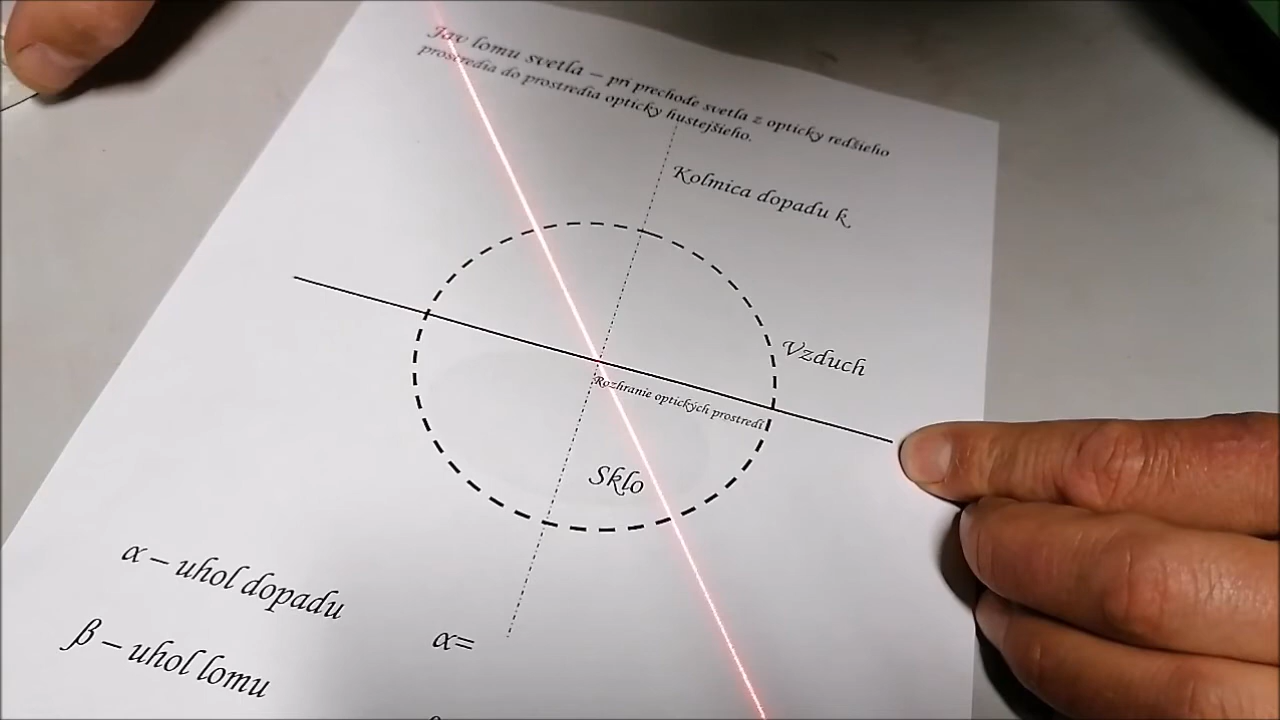 Jav lomu svetla – pri prechode svetla z opticky redšieho
prostredia do prostredia opticky hustejšieho.
Kolmica dopadu k
Vzduch
Rozhranie optických prostredí
Sklo
α – uhol dopadu
α=
β – uhol lomu